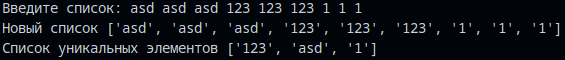 Введите список: asd asd asd 123 123 123 1 1 1
Новый список ['asd', 'asd', 'asd', '123', '123', '123', '1', '1', '1']
Список уникальных элементов ['123', 'asd', '1']